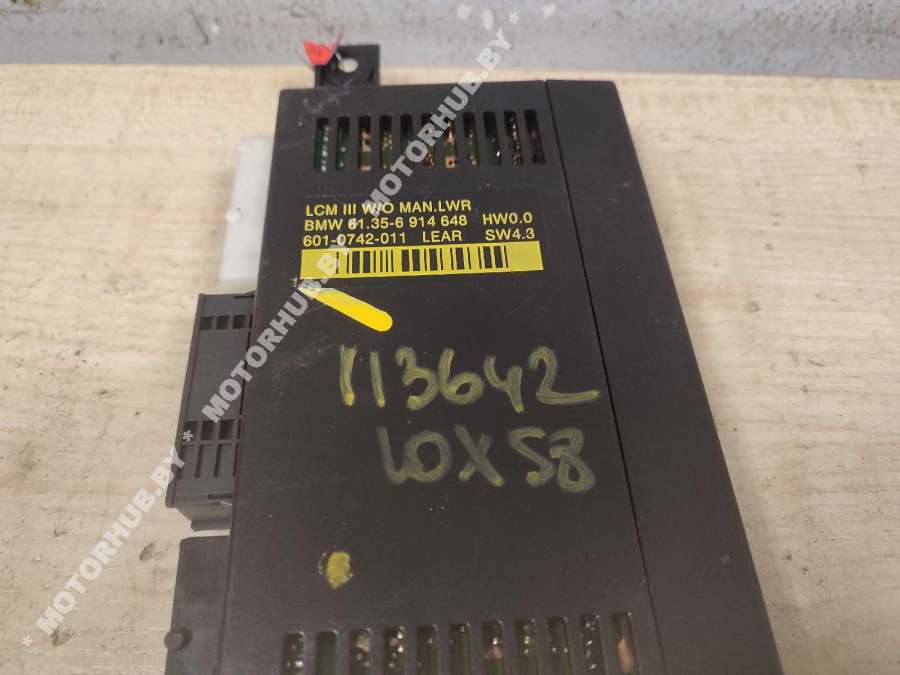 LCM III W/O MAN.LWR
BMW 61.35-6 914 648 HW0.0
601-0742-011 LEAR SW4.3
113642
LOX58
* MOTORHUB.BY * MOTORHUB.BY * MOTORHUB.BY *